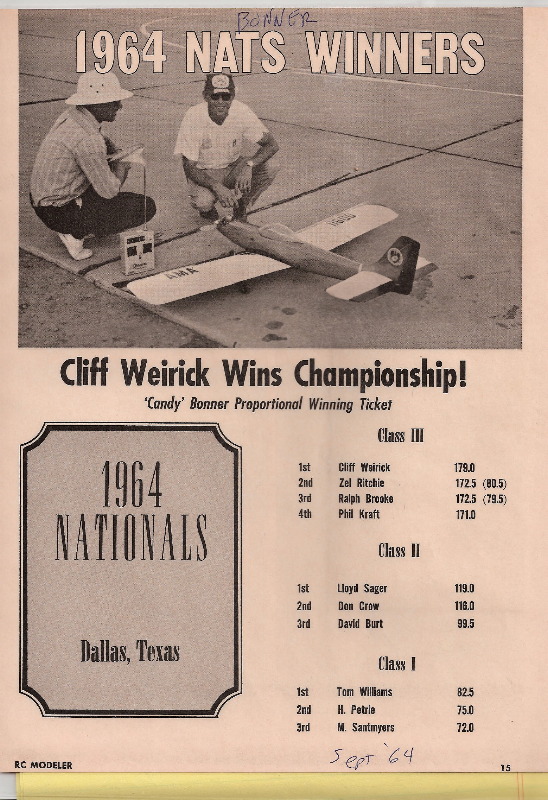 BONNER
1964 NATS WINNERS
1500
AMA
Cliff Weirick Wins Championship!
'Candy' Bonner Proportional Winning Ticket
1964
NATIONALS
Dallas, Texas
Class III
1st Cliff Weirick 179.0
2nd Zel Ritchie 172.5 (80.5)
3rd Ralph Brooke 172.5 (79.5)
4th Phil Kraft 171.0
Class II
1st Lloyd Sager 119.0
2nd Don Crow 116.0
3rd David Burt 99.5
Class I
1st Tom Williams 82.5
2nd H. Petrie 75.0
3rd M. Santmyers 72.0
Sept '64
RC MODELER 15